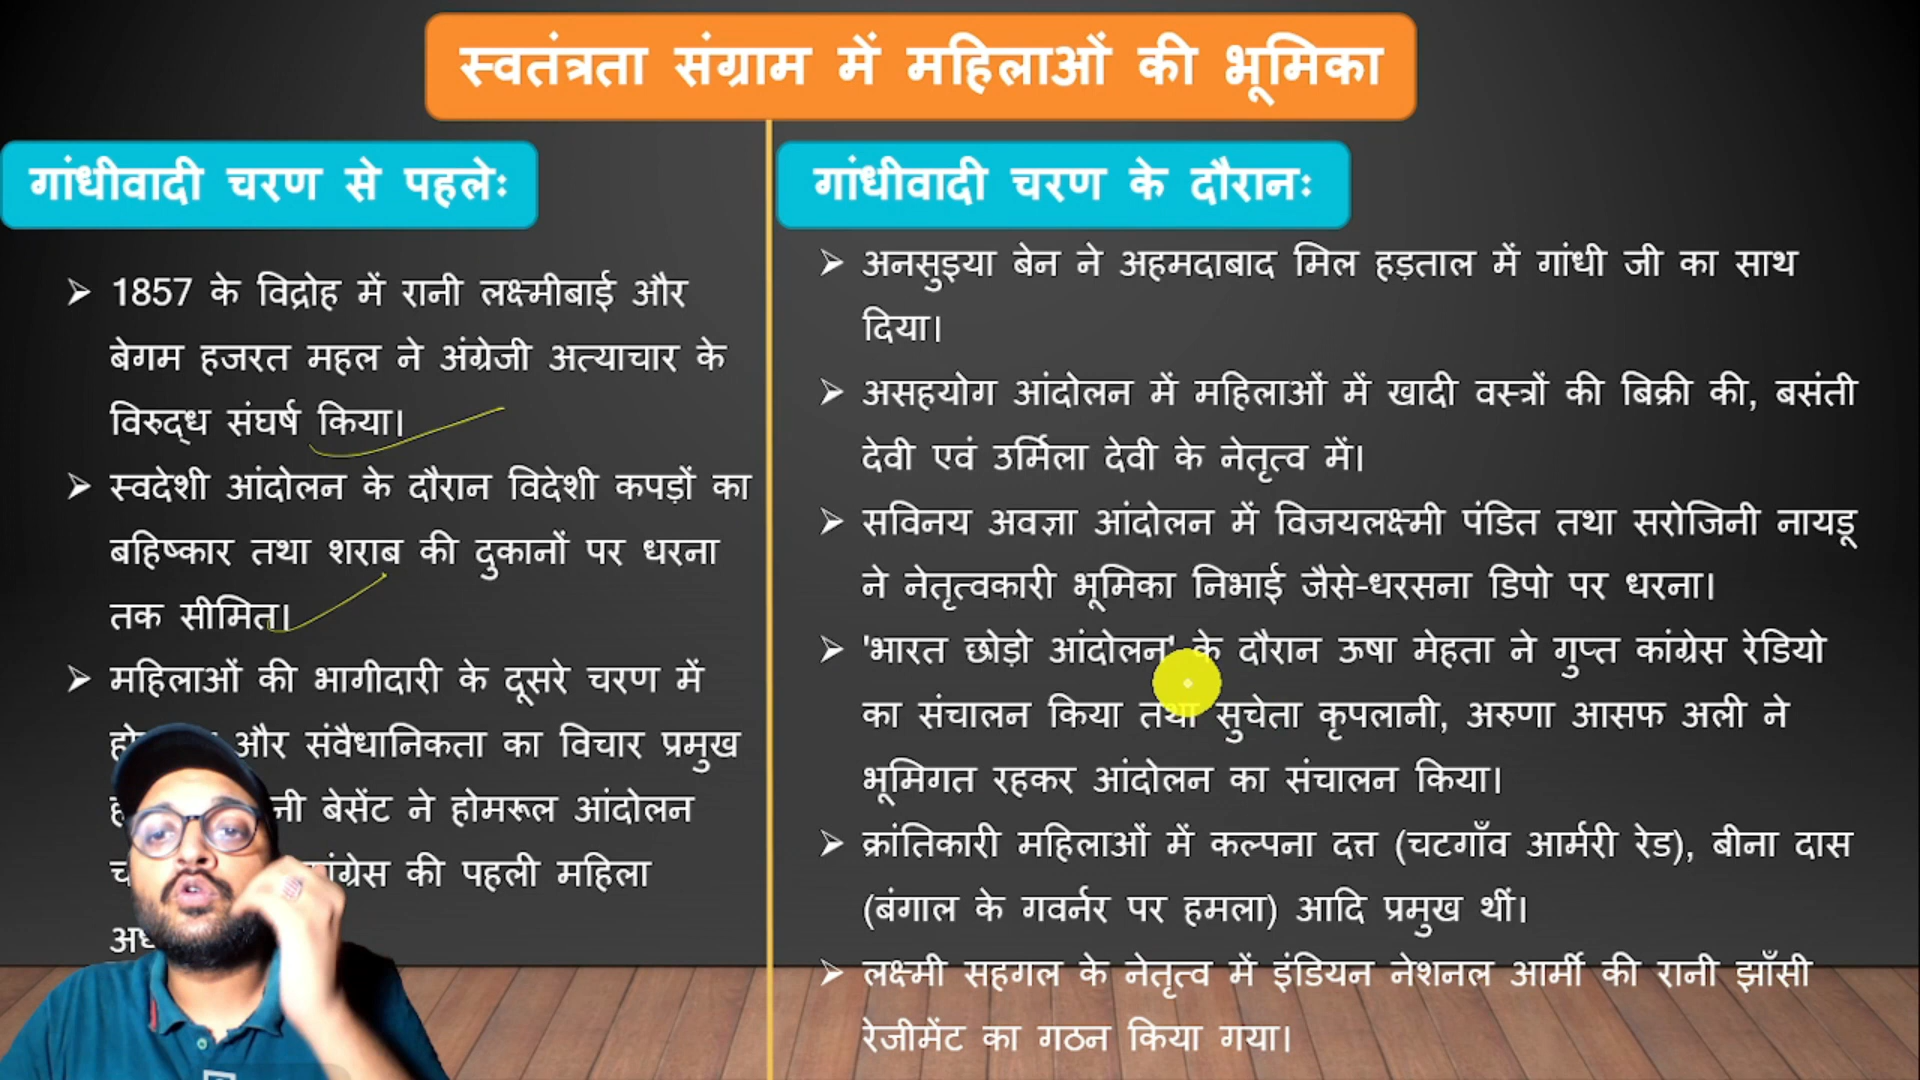 स्वतंत्रता संग्राम में महिलाओं की भूमिका
गांधीवादी चरण से पहलेः
1857 के विद्रोह में रानी लक्ष्मीबाई और
बेगम हजरत महल ने अंग्रेजी अत्याचार के
विरुद्ध संघर्ष किया।
स्वदेशी आंदोलन के दौरान विदेशी कपड़ों का
बहिष्कार तथा शराब की दुकानों पर धरना
तक सीमित।
महिलाओं की भागीदारी के दूसरे चरण में
और संवैधानिकता का विचार प्रमुख
बेसेंट ने होमरूल आंदोलन
की पहली महिला
गांधीवादी चरण के दौरानः
अनसुइया बेन ने अहमदाबाद मिल हड़ताल में गांधी जी का साथ
दिया।
असहयोग आंदोलन में महिलाओं में खादी वस्त्रों की बिक्री की, बसंती
देवी एवं उर्मिला देवी के नेतृत्व में।
सविनय अवज्ञा आंदोलन में विजयलक्ष्मी पंडित तथा सरोजिनी नायडू
ने नेतृत्वकारी भूमिका निभाई जैसे-धरसना डिपो पर धरना।
'भारत छोड़ो आंदोलन' के दौरान ऊषा मेहता ने गुप्त कांग्रेस रेडियो
का संचालन किया तथा सुचेता कृपलानी, अरुणा आसफ अली ने
भूमिगत रहकर आंदोलन का संचालन किया।
क्रांतिकारी महिलाओं में कल्पना दत्त (चटगाँव आर्मरी रेड), बीना दास
(बंगाल के गवर्नर पर हमला) आदि प्रमुख थीं।
लक्ष्मी सहगल के नेतृत्व में इंडियन नेशनल आर्मी की रानी झाँसी
रेजीमेंट का गठन किया गया।